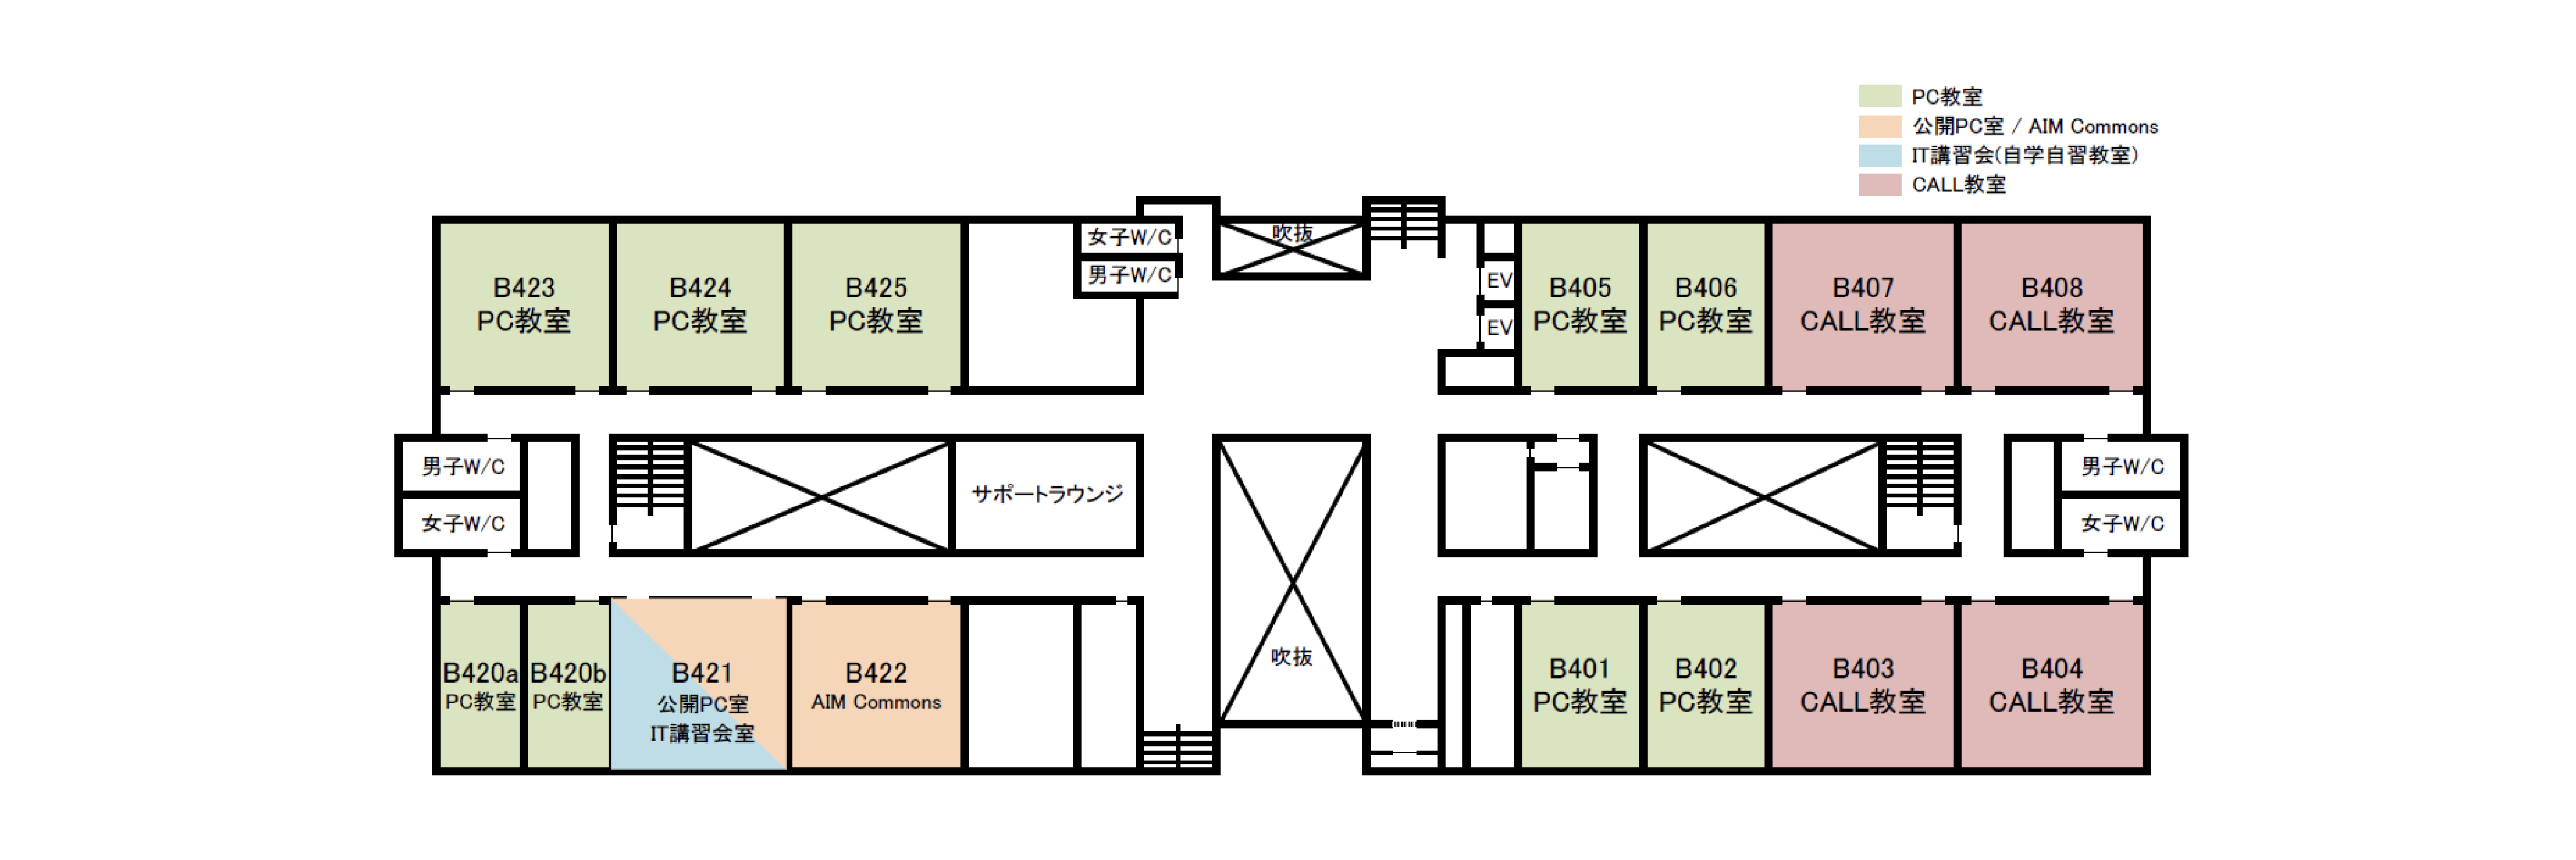 PC教室
公開PC室 / AIM Commons
IT講習会(自学自習教室)
CALL教室
吹抜
女子W/C
男子W/C
EV
EV
B423
PC教室
B424
PC教室
B425
PC教室
B405
PC教室
B406
PC教室
B407
CALL教室
B408
CALL教室
男子W/C
女子W/C
サポートラウンジ
男子W/C
女子W/C
吹抜
B420a
PC教室
B420b
PC教室
B421
公開PC室
IT講習会室
B422
AIM Commons
B401
PC教室
B402
PC教室
B403
CALL教室
B404
CALL教室